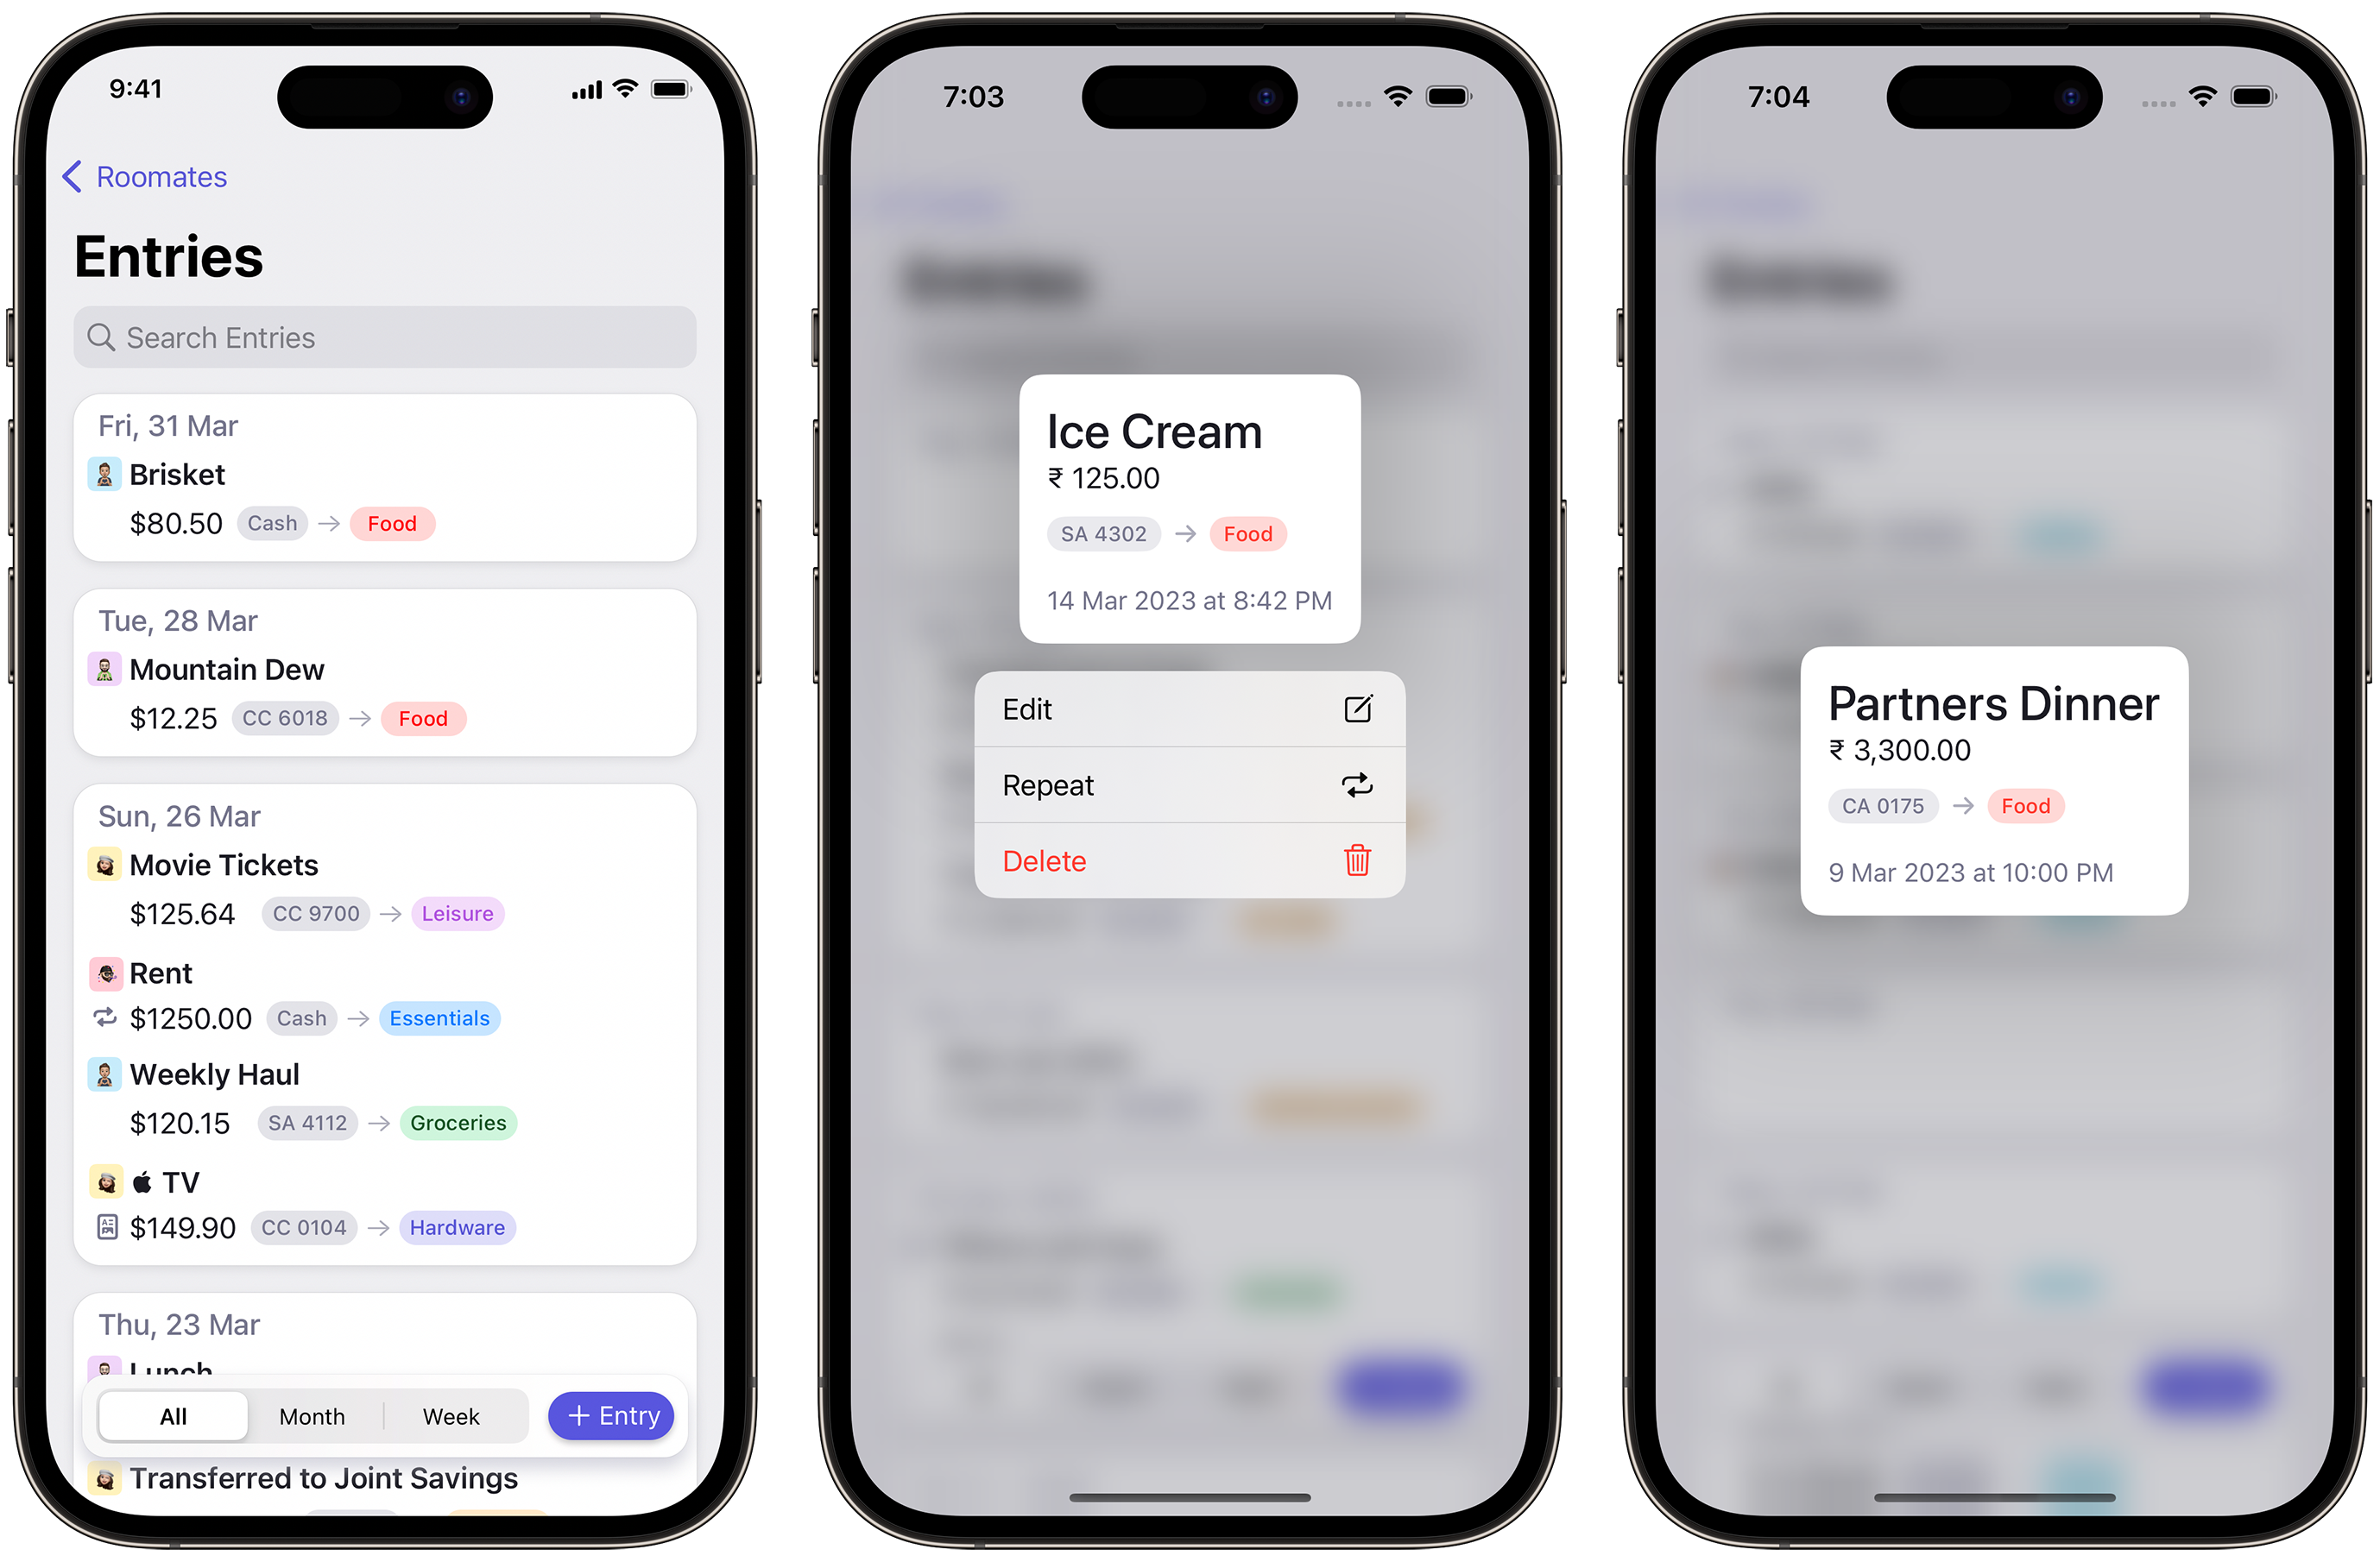 9:41
Roomates
Entries
Search Entries
Fri, 31 Mar
Brisket
$80.50 Cash → Food
Tue, 28 Mar
Mountain Dew
$12.25 CC 6018 → Food
Sun, 26 Mar
Movie Tickets
$125.64 CC 9700 → Leisure
Rent
$1250.00 Cash → Essentials
Weekly Haul
$120.15 SA 4112 → Groceries
TV
$149.90 CC 0104 → Hardware
Thu, 23 Mar
Lunch
All Month Week + Entry
Transferred to Joint Savings
7:03
Ice Cream
₹ 125.00
SA 4302 → Food
14 Mar 2023 at 8:42 PM
Edit
Repeat
Delete
7:04
Partners Dinner
₹ 3,300.00
CA 0175 → Food
9 Mar 2023 at 10:00 PM